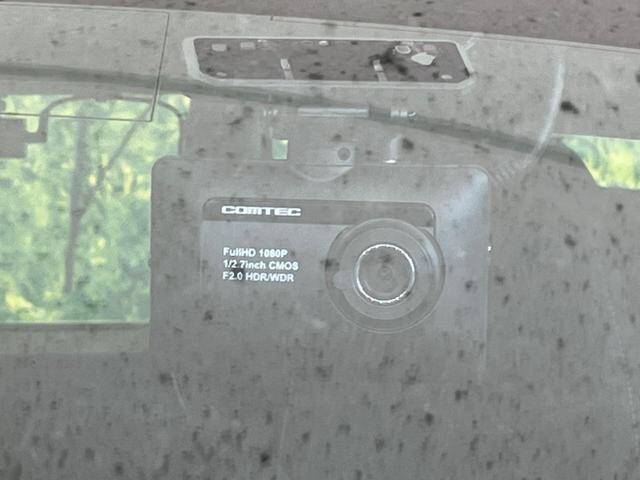 COMTEC
FullHD 1080P
1/2.7inch CMOS
F2.0 HDR/WDR